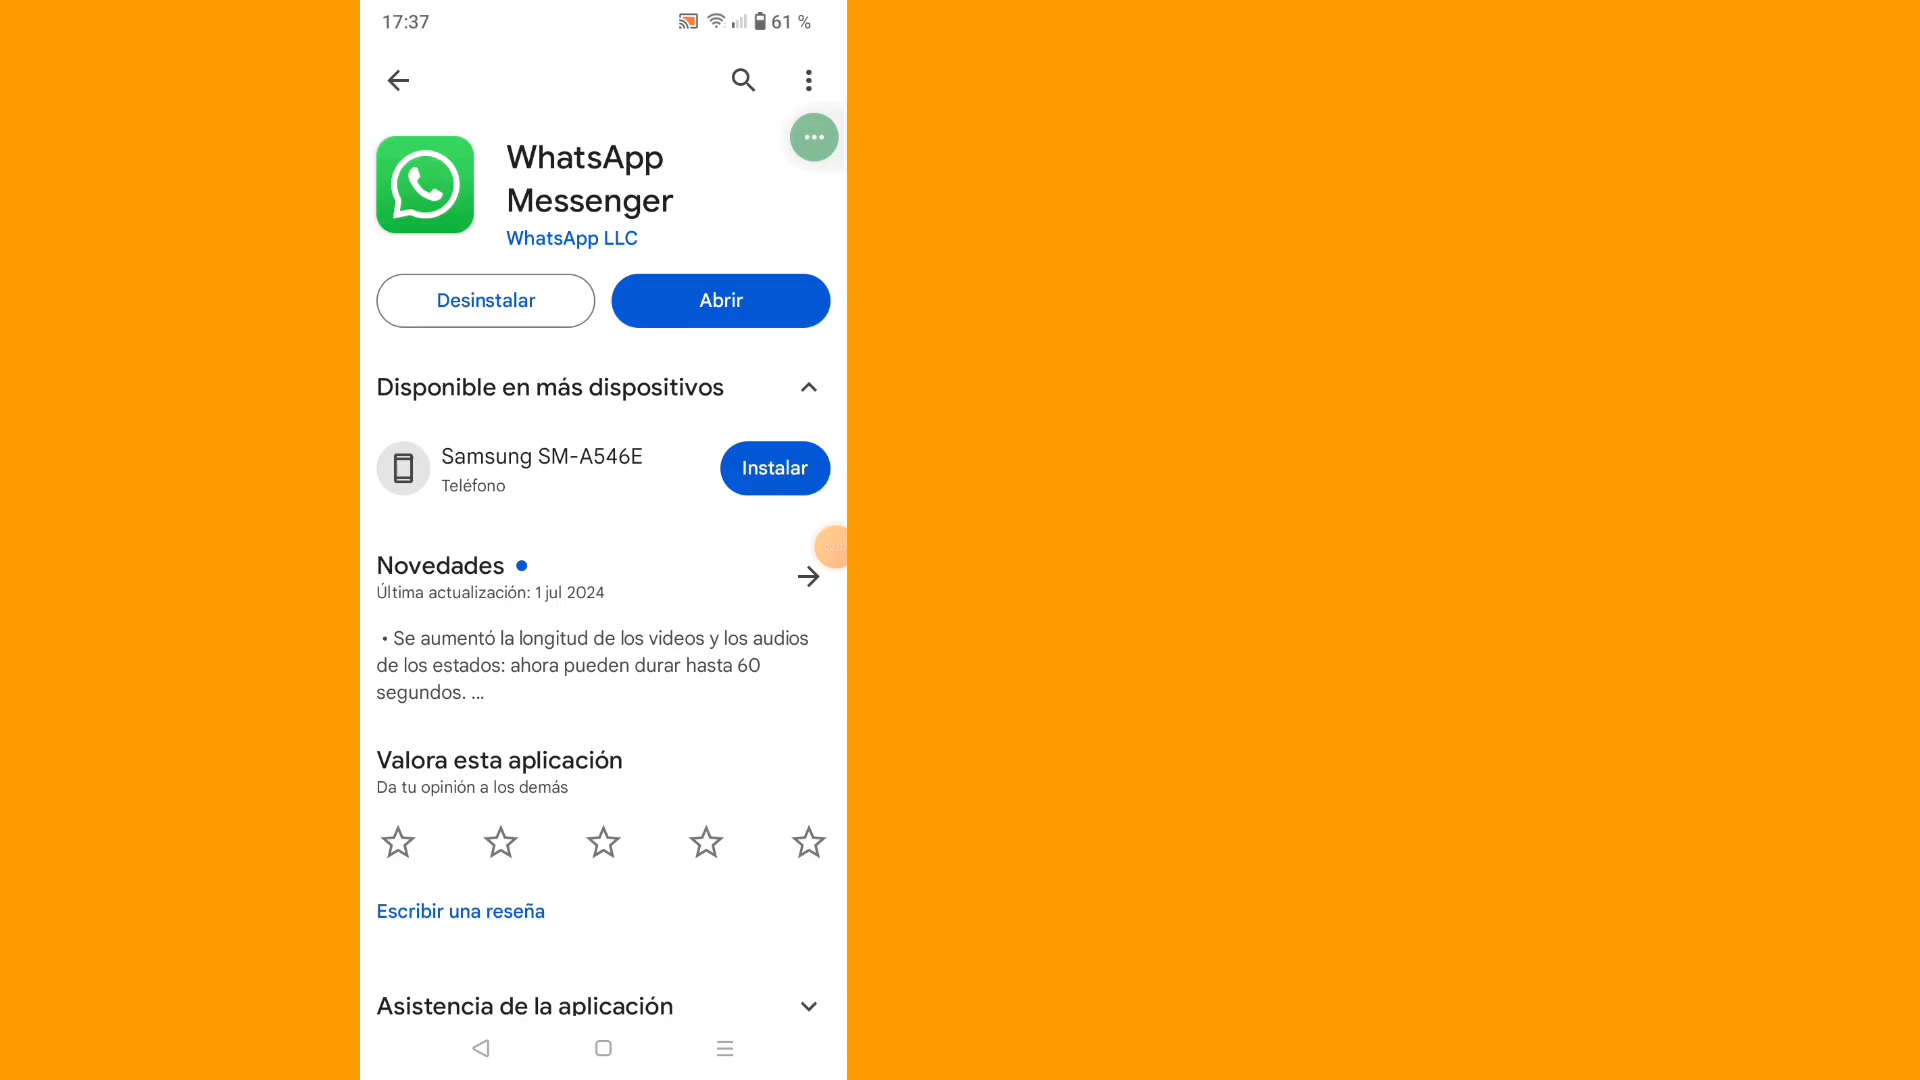 17:37
61 %
WhatsApp
Messenger
WhatsApp LLC
Desinstalar
Abrir
Disponible en más dispositivos
Samsung SM-A546E
Teléfono
Instalar
Novedades
Última actualización: 1 jul 2024
• Se aumentó la longitud de los videos y los audios
de los estados: ahora pueden durar hasta 60
segundos. ...
Valora esta aplicación
Da tu opinión a los demás
Escribir una reseña
Asistencia de la aplicación